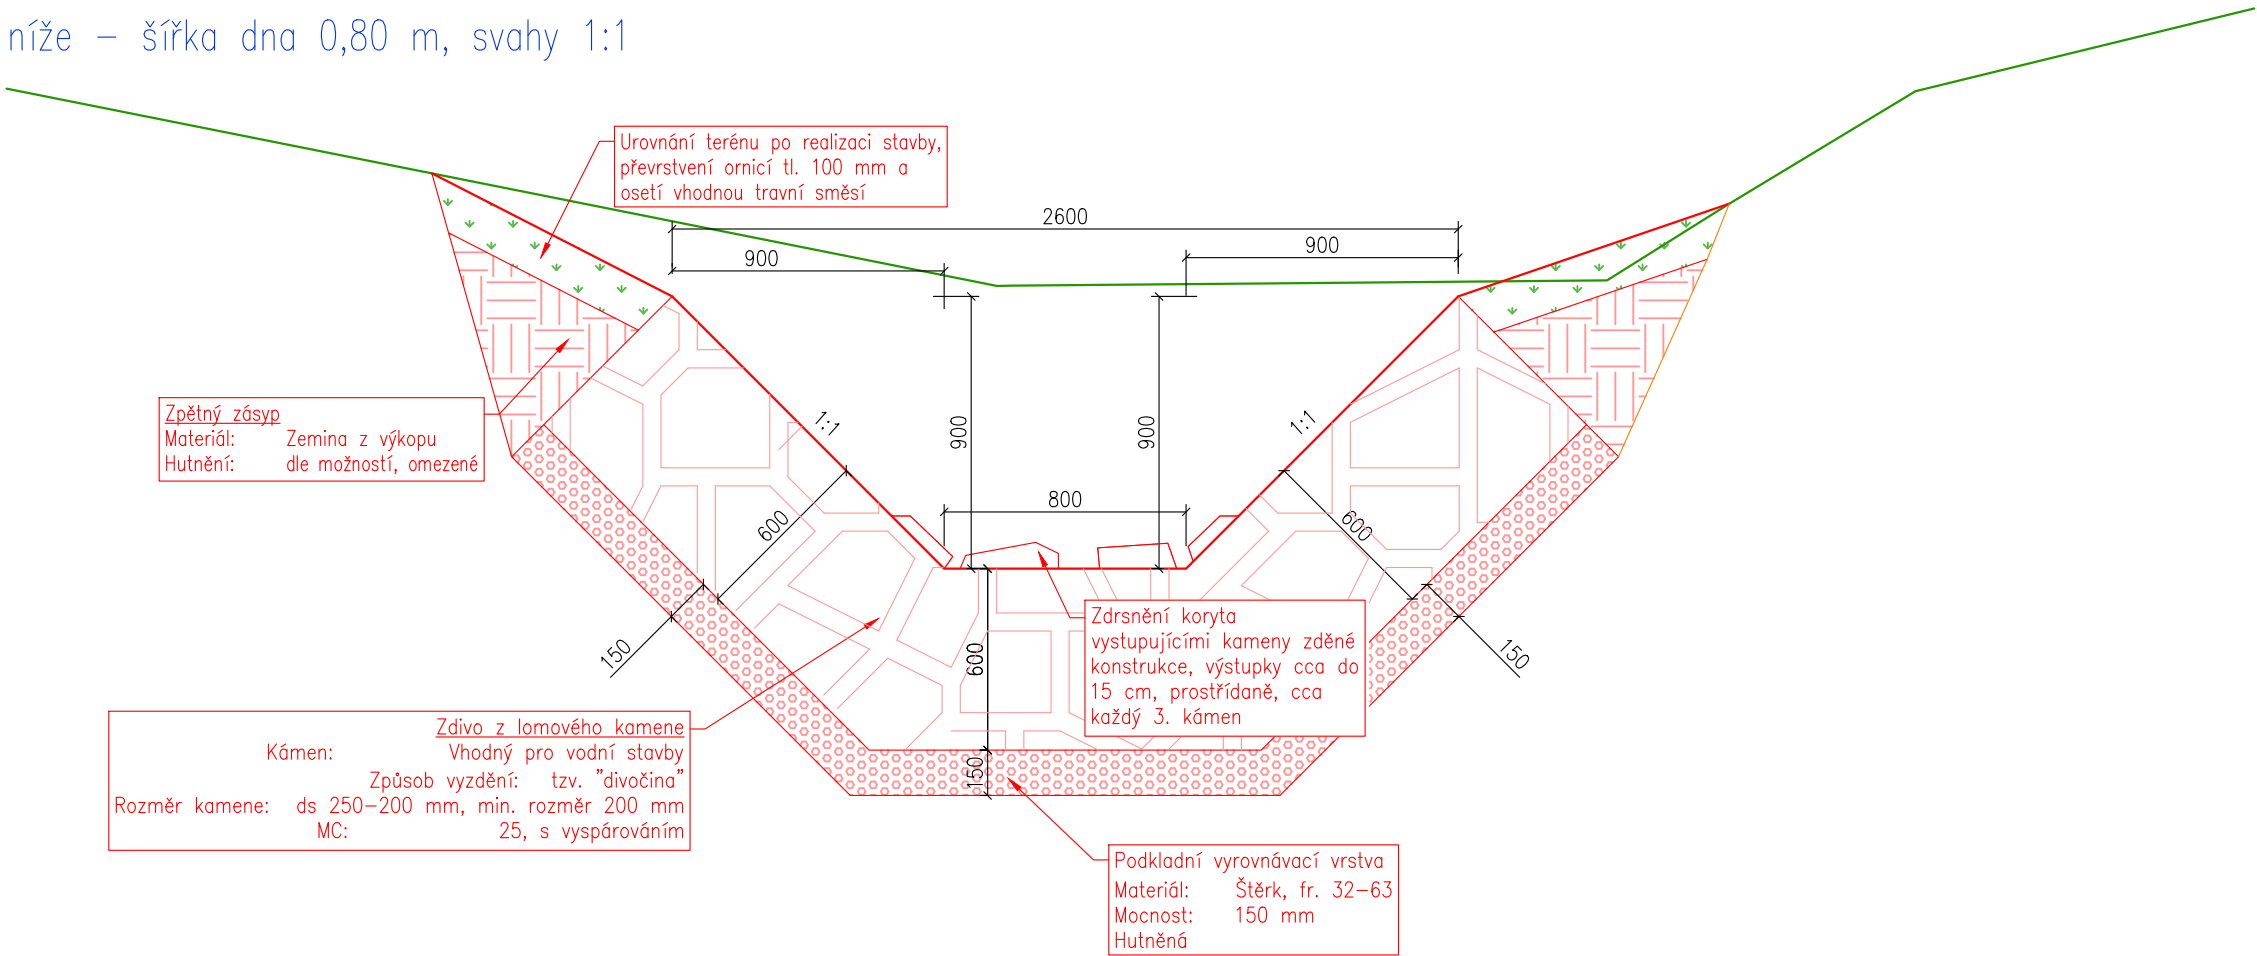 níže – šířka dna 0,80 m, svahy 1:1
Urovnání terénu po realizaci stavby,
převrstvení ornicí tl. 100 mm a
osetí vhodnou travní směsí
2600
900
900
Zpětný zásyp
Materiál: Zemina z výkopu
Hutnění: dle možností, omezené
1:1
900
900
1:1
800
600
600
150
600
150
150
Zdrsnění koryta
vystupujícími kameny zděné
konstrukce, výstupky cca do
15 cm, prostřídaně, cca
každý 3. kámen
Zdivo z lomového kamene
Kámen: Vhodný pro vodní stavby
Způsob vyzdění: tzv. "divočina"
Rozměr kamene: ds 250–200 mm, min. rozměr 200 mm
MC: 25, s vyspárováním
Podkladní vyrovnávací vrstva
Materiál: Štěrk, fr. 32–63
Mocnost: 150 mm
Hutněná